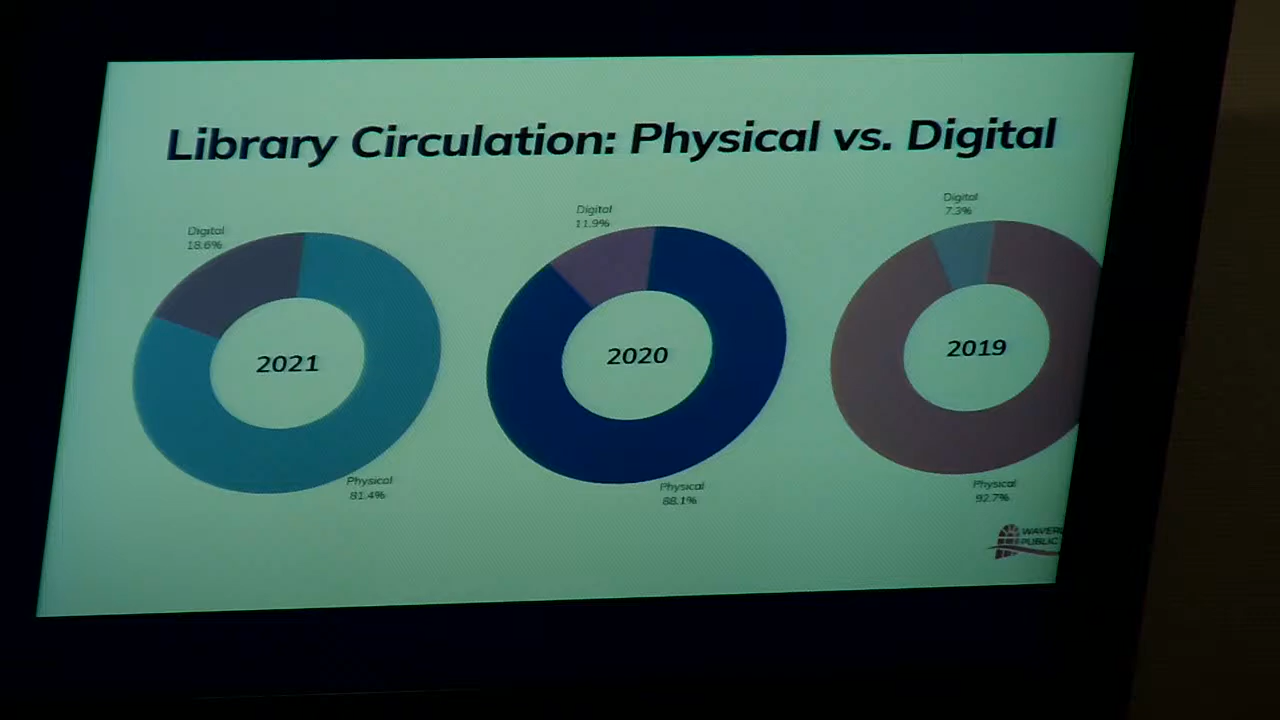 Library Circulation: Physical vs. Digital
Digital
18.6%
2021
Physical
81.4%
Digital
11.9%
2020
Physical
88.1%
Digital
7.3%
2019
Physical
92.7%
PUBLIC